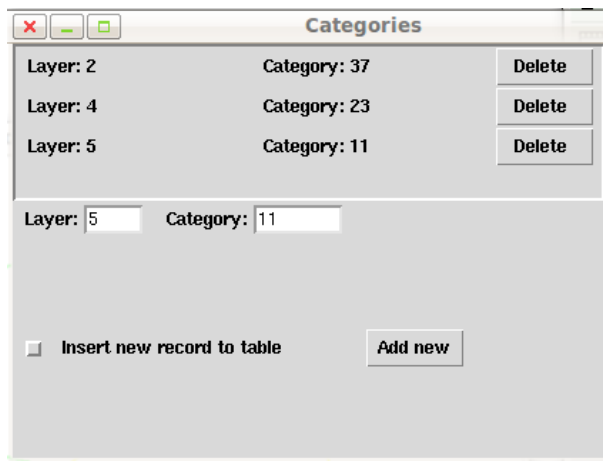 Categories
Layer: 2 Category: 37 Delete
Layer: 4 Category: 23 Delete
Layer: 5 Category: 11 Delete
Layer: 5 Category: 11
Insert new record to table Add new